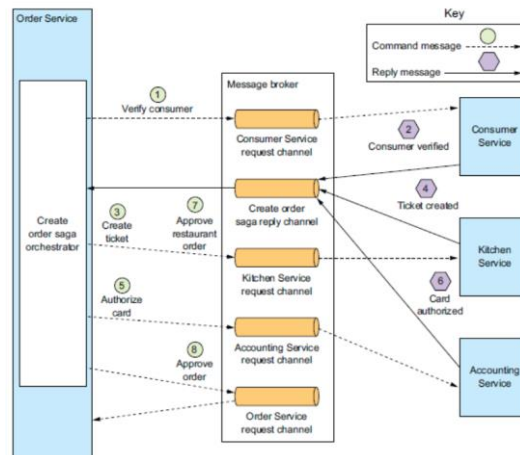 Order Service
Key
Command message
Reply message
1
Verify consumer
Message broker
Consumer Service
request channel
2
Consumer verified
Consumer
Service
Create
order saga
orchestrator
3
Create
ticket
7
Approve
restaurant
order
Create order
saga reply channel
4
Ticket created
Kitchen Service
request channel
Kitchen
Service
5
Authorize
card
6
Card
authorized
Accounting Service
request channel
8
Approve
order
Accounting
Service
Order Service
request channel